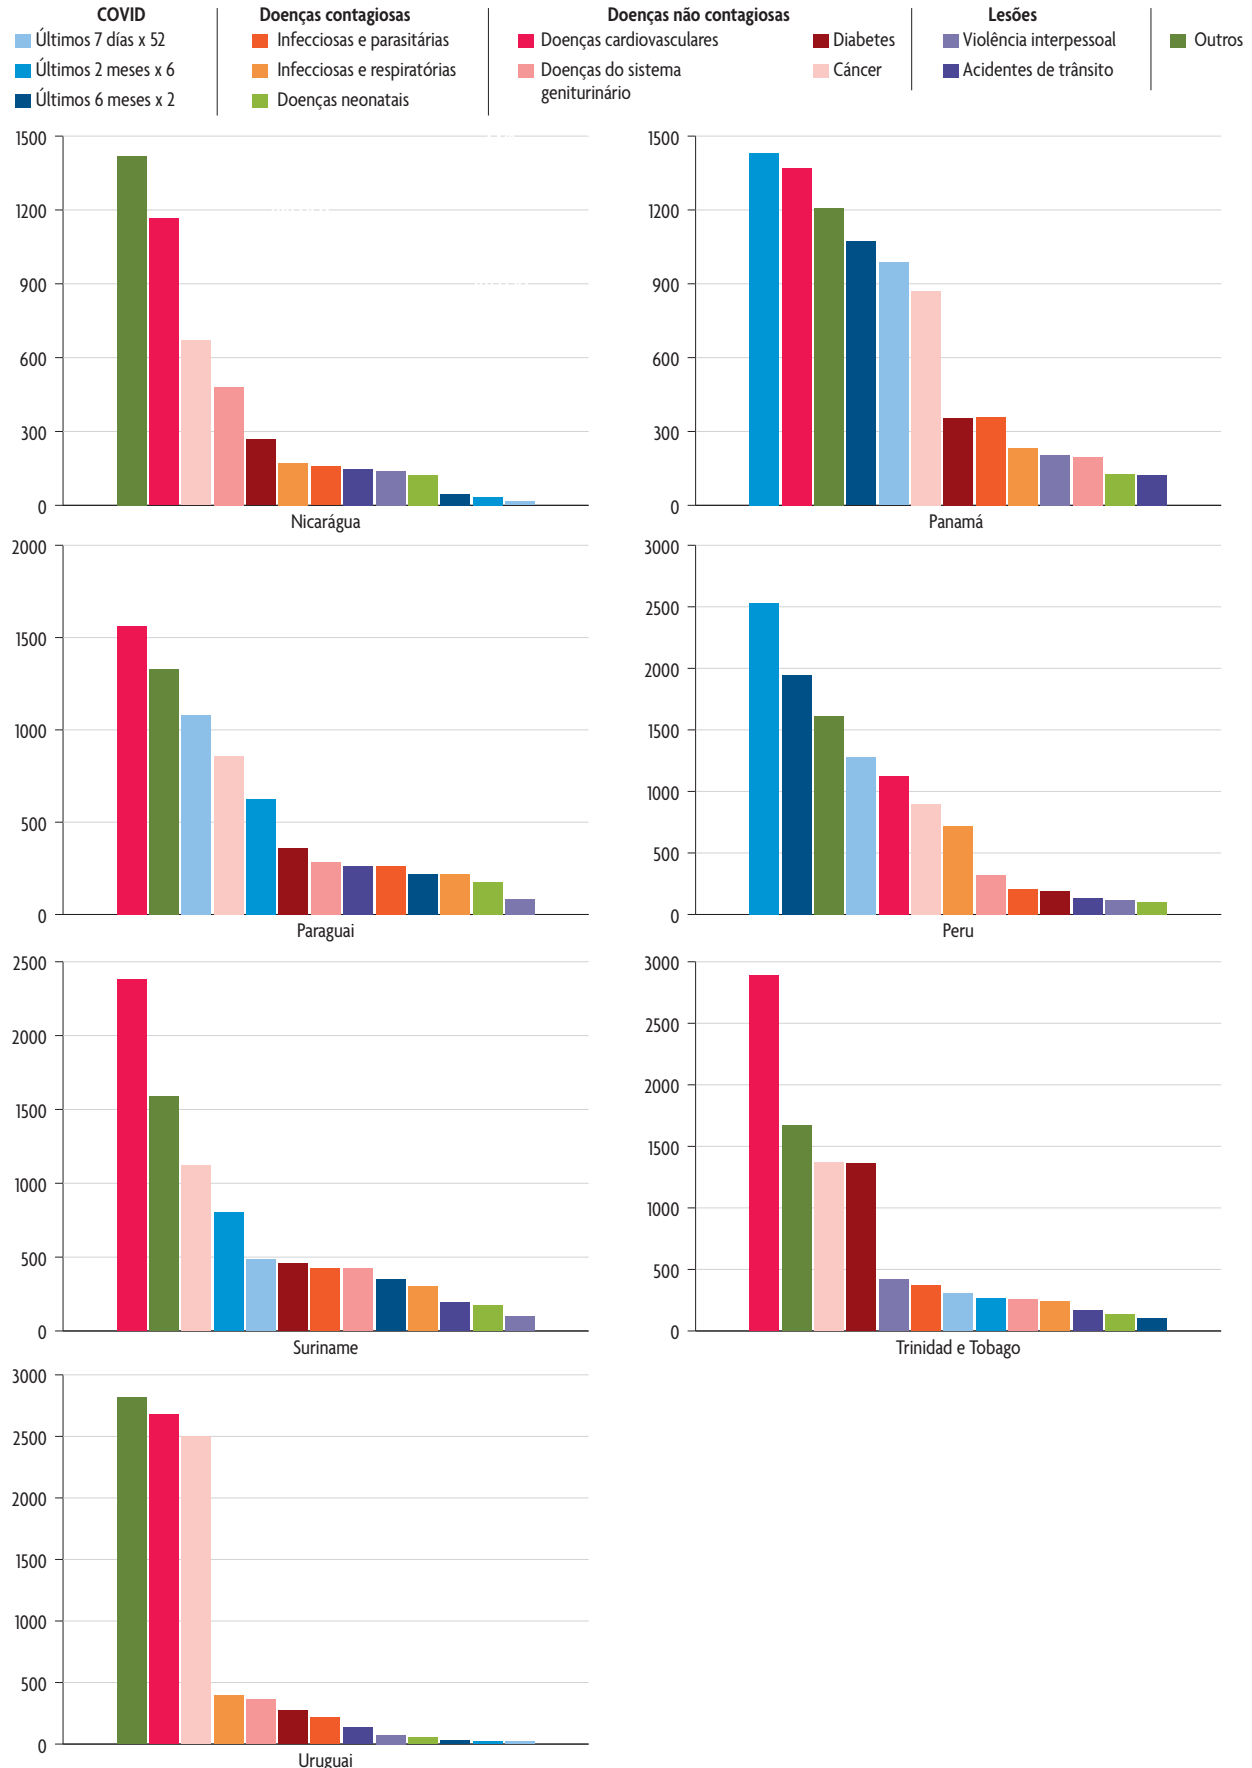 COVID
Últimos 7 días x 52
Últimos 2 meses x 6
Últimos 6 meses x 2
Doenças contagiosas
Infecciosas e parasitárias
Infecciosas e respiratórias
Doenças neonatais
Doenças não contagiosas
Doenças cardiovasculares
Doenças do sistema
geniturinário
Diabetes
Cáncer
Lesões
Violência interpessoal
Acidentes de trânsito
Outros
1500
1200
900
600
300
0
Nicarágua
1500
1200
900
600
300
0
Panamá
2000
1500
1000
500
0
Paraguai
3000
2500
2000
1500
1000
500
0
Peru
2500
2000
1500
1000
500
0
Suriname
3000
2500
2000
1500
1000
500
0
Trinidad e Tobago
3000
2500
2000
1500
1000
500
0
Uruguai